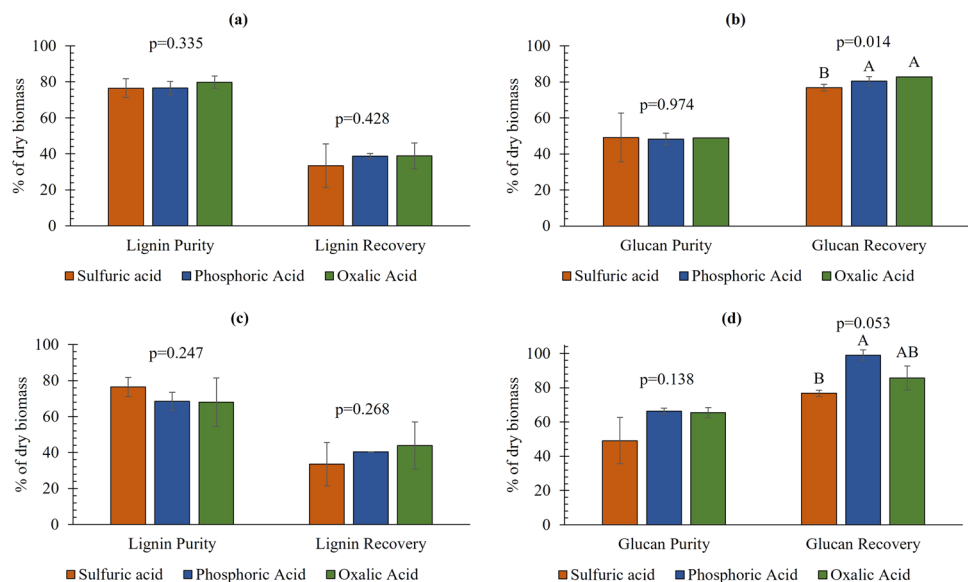 (a)
p=0.335
p=0.428
% of dry biomass
100
80
60
40
20
0
Lignin Purity
Lignin Recovery
Sulfuric acid
Phosphoric Acid
Oxalic Acid
(b)
p=0.014
B
A
A
p=0.974
% of dry biomass
100
80
60
40
20
0
Glucan Purity
Glucan Recovery
Sulfuric acid
Phosphoric Acid
Oxalic Acid
(c)
p=0.247
p=0.268
% of dry biomass
100
80
60
40
20
0
Lignin Purity
Lignin Recovery
Sulfuric acid
Phosphoric Acid
Oxalic Acid
(d)
p=0.053
A
AB
B
p=0.138
% of dry biomass
100
80
60
40
20
0
Glucan Purity
Glucan Recovery
Sulfuric acid
Phosphoric Acid
Oxalic Acid